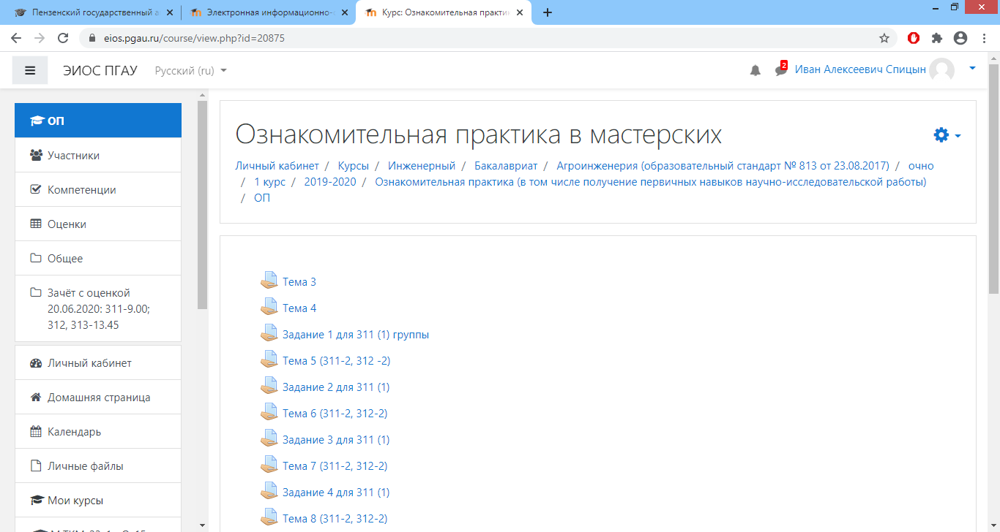 Пензенский государственный а
Электронная информационно-о
Курс: Ознакомительная практик
eios.pgau.ru/course/view.php?id=20875
ЭИОС ПГАУ
Русский (ru)
2
Иван Алексеевич Спицын
ОП
Участники
Компетенции
Оценки
Общее
Зачёт с оценкой
20.06.2020: 311-9.00;
312, 313-13.45
Личный кабинет
Домашняя страница
Календарь
Личные файлы
Мои курсы
Ознакомительная практика в мастерских
Личный кабинет / Курсы / Инженерный / Бакалавриат / Агроинженерия (образовательный стандарт № 813 от 23.08.2017) / очно
/ 1 курс / 2019-2020 / Ознакомительная практика (в том числе получение первичных навыков научно-исследовательской работы)
/ ОП
Тема 3
Тема 4
Задание 1 для 311 (1) группы
Тема 5 (311-2, 312 -2)
Задание 2 для 311 (1)
Тема 6 (311-2, 312-2)
Задание 3 для 311 (1)
Тема 7 (311-2, 312-2)
Задание 4 для 311 (1)
Тема 8 (311-2, 312-2)